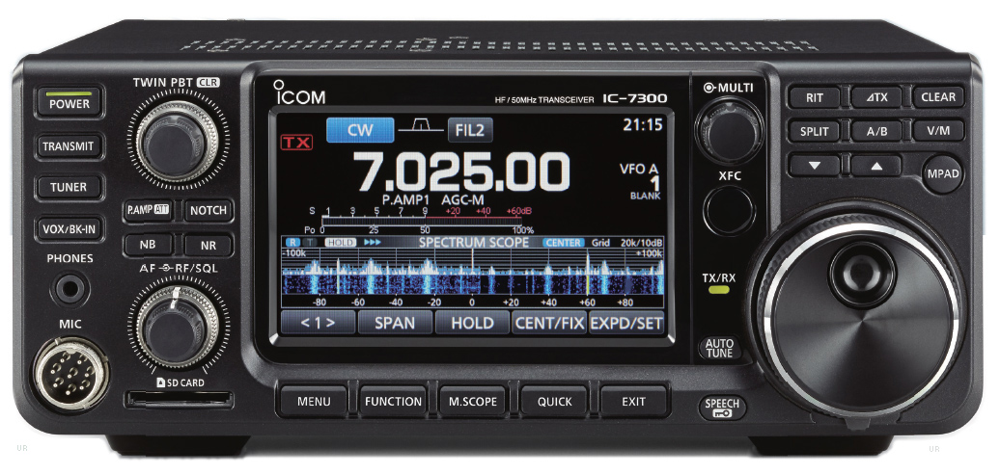 POWER
TRANSMIT
TUNER
VOX/BK-IN
PHONES
MIC
TWIN PBT CLR
P.AMP ATT
NOTCH
NB
NR
AF RF/SQL
SD CARD
ICOM
HF / 50MHz TRANSCEIVER IC-7300
CW
FIL2
21:15
TX
7.025.00
VFO A
1
BLANK
P.AMP1 AGC-M
S 1 3 5 7 9 +20 +40 +60dB
Po 0 25 50 100%
R T HOLD SPECTRUM SCOPE CENTER Grid 20k/10dB
-100k +100k
-80 -60 -40 -20 0 +20 +40 +60 +80
< 1 > SPAN HOLD CENT/FIX EXPD/SET
MENU FUNCTION M.SCOPE QUICK EXIT
MULTI
XFC
TX/RX
AUTO
TUNE
SPEECH
RIT ⊿TX CLEAR
SPLIT A/B V/M
▼ ▲ MPAD
UR
UR